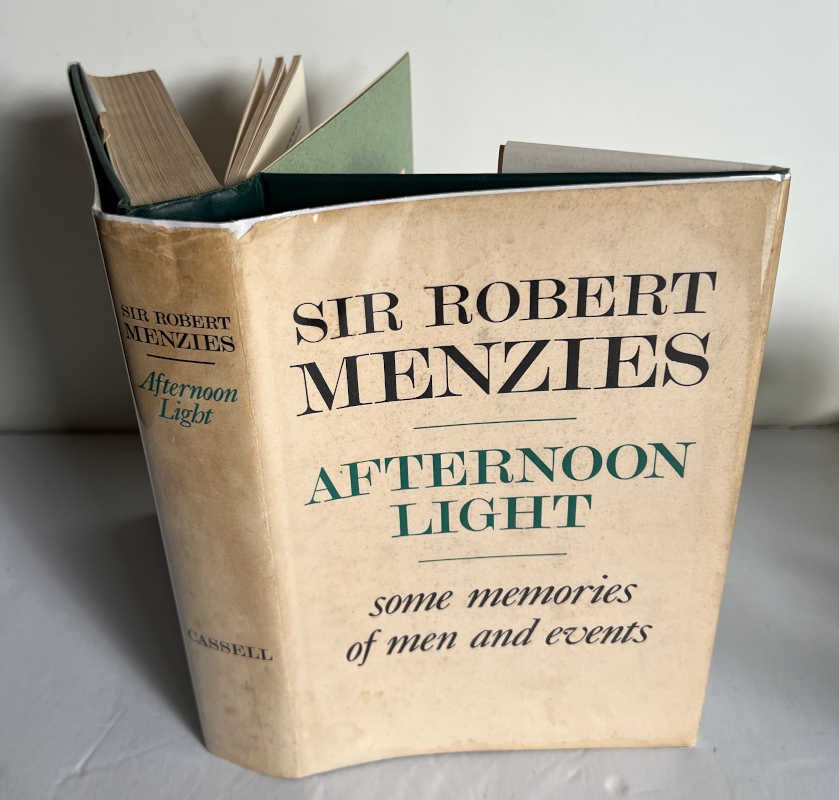 SIR ROBERT
MENZIES
Afternoon
Light
CASSELL
SIR ROBERT
MENZIES
AFTERNOON
LIGHT
some memories
of men and events